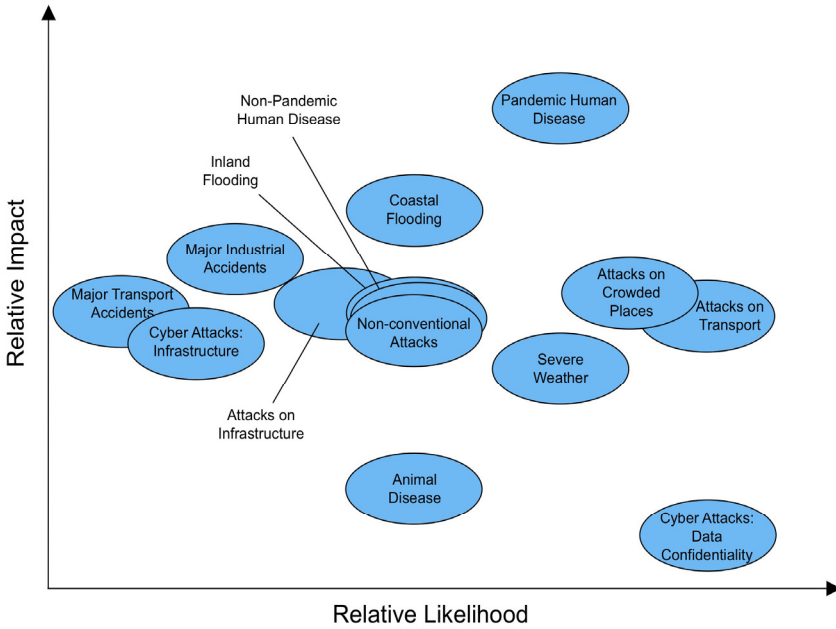 Pandemic Human
Disease
Non-Pandemic
Human Disease
Inland
Flooding
Coastal
Flooding
Major Industrial
Accidents
Attacks on
Crowded
Places
Major Transport
Accidents
Attacks on
Transport
Cyber Attacks:
Infrastructure
Non-conventional
Attacks
Severe
Weather
Attacks on
Infrastructure
Animal
Disease
Cyber Attacks:
Data
Confidentiality
Relative Impact
Relative Likelihood